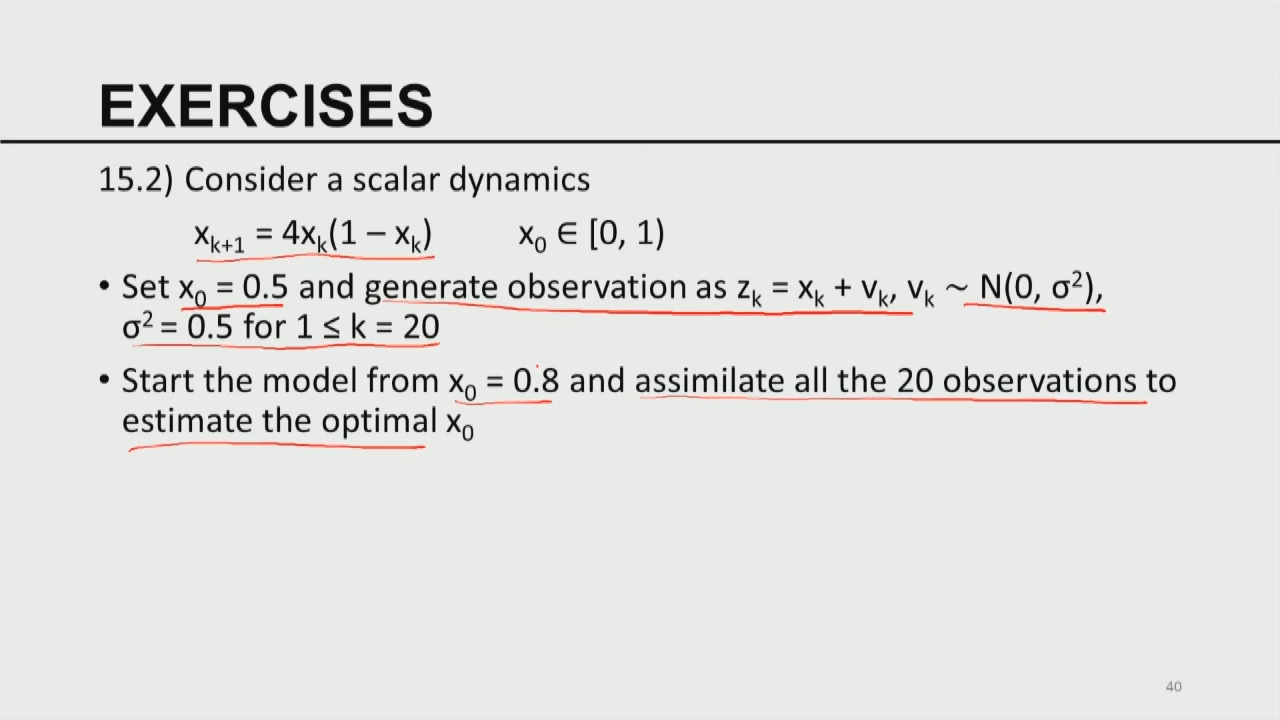 EXERCISES
15.2) Consider a scalar dynamics
xₖ₊₁ = 4xₖ(1 – xₖ) x₀ ∈ [0, 1)
• Set x₀ = 0.5 and generate observation as zₖ = xₖ + vₖ, vₖ ~ N(0, σ²),
σ² = 0.5 for 1 ≤ k = 20
• Start the model from x₀ = 0.8 and assimilate all the 20 observations to
estimate the optimal x₀
40